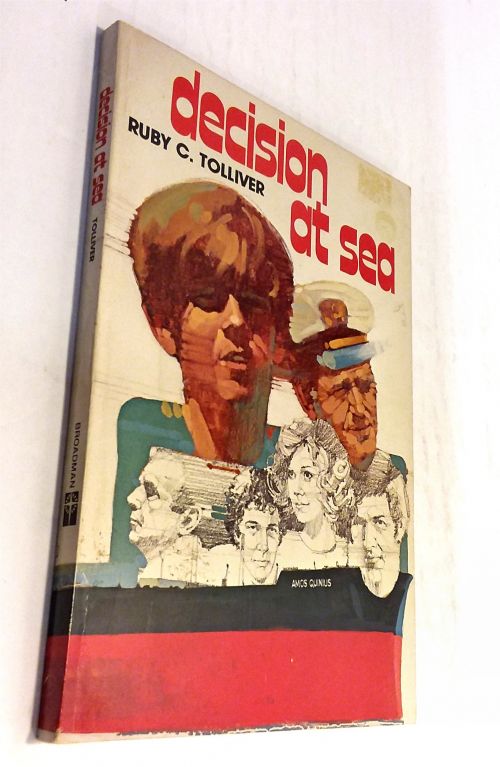 decision
RUBY C. TOLLIVER
at sea
decision at sea
TOLLIVER
BROADMAN
AMOS QUINIUS